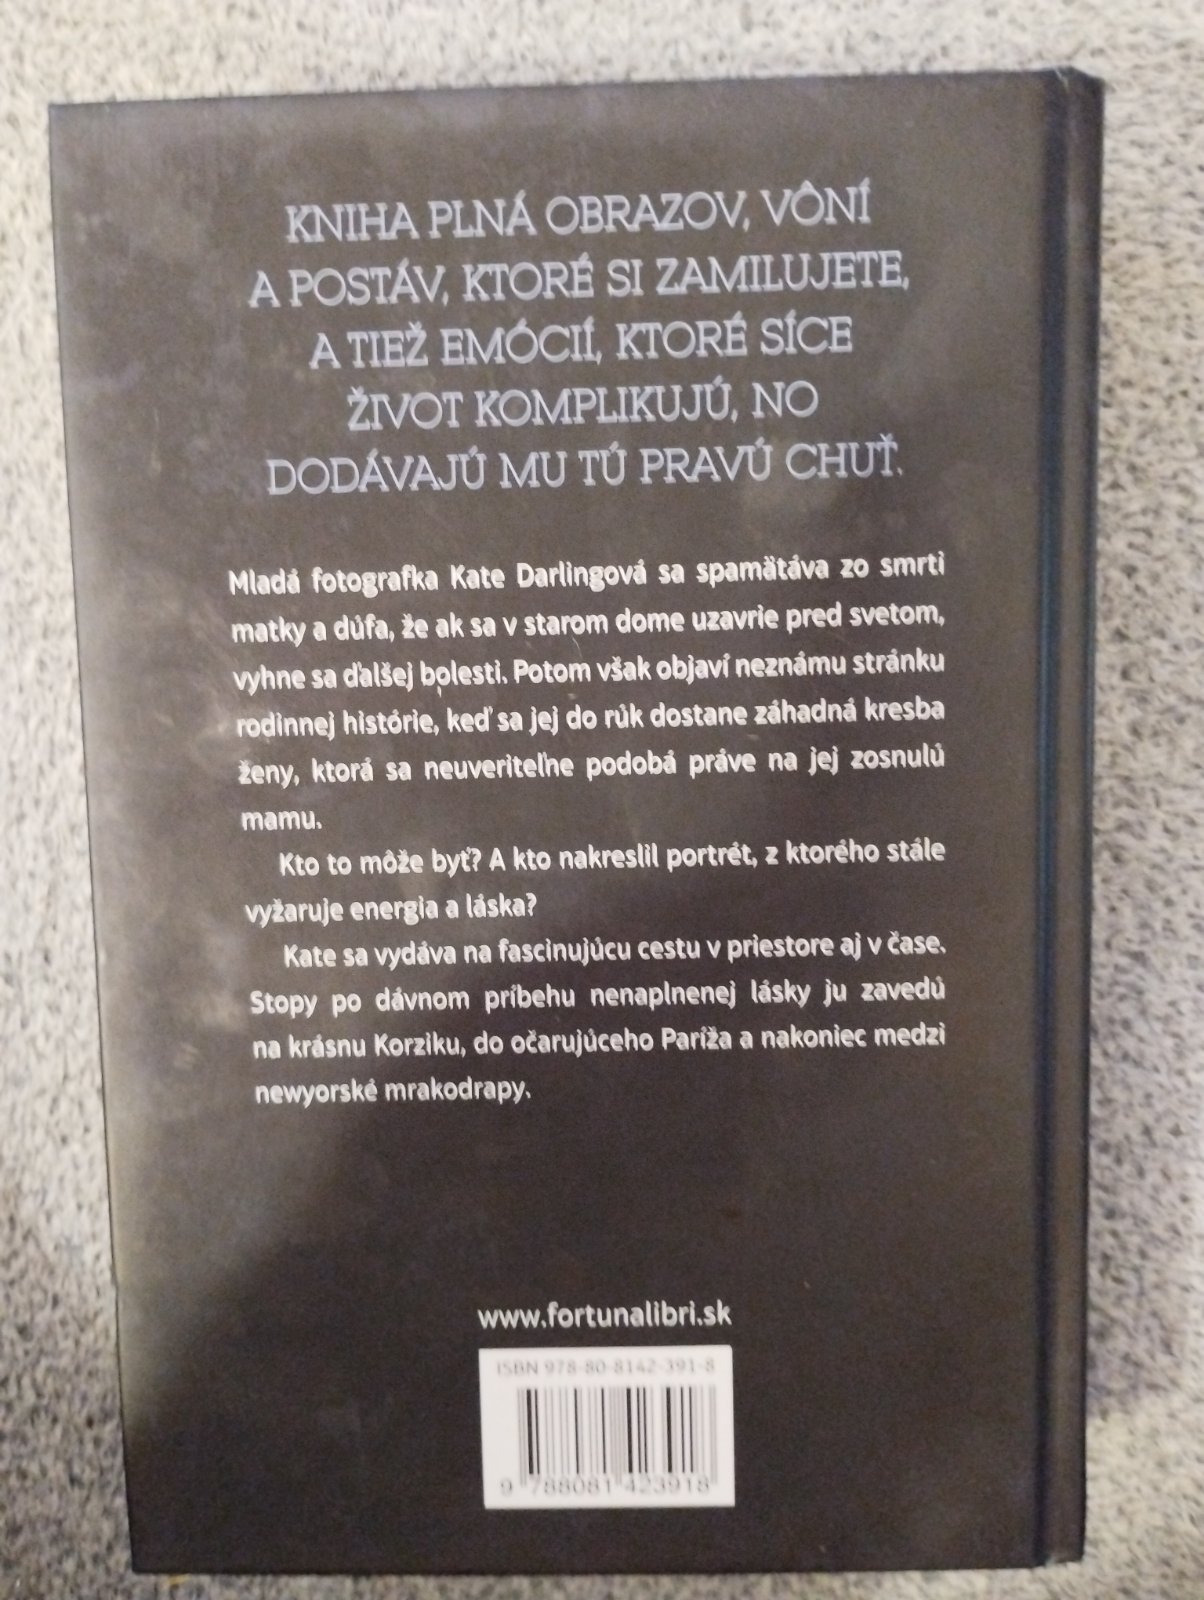 KNIHA PLNÁ OBRAZOV, VÔNÍ
A POSTÁV, KTORÉ SI ZAMILUJETE,
A TIEŽ EMÓCIÍ, KTORÉ SÍCE
ŽIVOT KOMPLIKUJÚ, NO
DODÁVAJÚ MU TÚ PRAVÚ CHUŤ.
Mladá fotografka Kate Darlingová sa spamätáva zo smrti
matky a dúfa, že ak sa v starom dome uzavrie pred svetom,
vyhne sa ďalšej bolesti. Potom však objaví neznámu stránku
rodinnej histórie, keď sa jej do rúk dostane záhadná kresba
ženy, ktorá sa neuveriteľne podobá práve na jej zosnulú
mamu.
Kto to môže byť? A kto nakreslil portrét, z ktorého stále
vyžaruje energia a láska?
Kate sa vydáva na fascinujúcu cestu v priestore aj v čase.
Stopy po dávnom príbehu nenaplnenej lásky ju zavedú
na krásnu Korziku, do očarujúceho Paríža a nakoniec medzi
newyorské mrakodrapy.
www.fortunalibri.sk
ISBN 978-80-8142-391-8
9 788081 423918